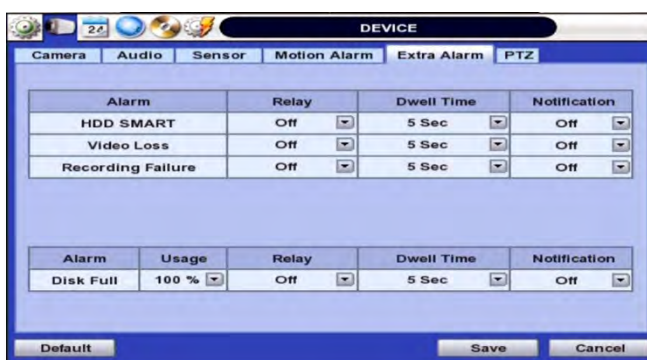 24
DEVICE
Camera Audio Sensor Motion Alarm Extra Alarm PTZ
Alarm Relay Dwell Time Notification
HDD SMART Off 5 Sec Off
Video Loss Off 5 Sec Off
Recording Failure Off 5 Sec Off
Alarm Usage Relay Dwell Time Notification
Disk Full 100 % Off 5 Sec Off
Default Save Cancel